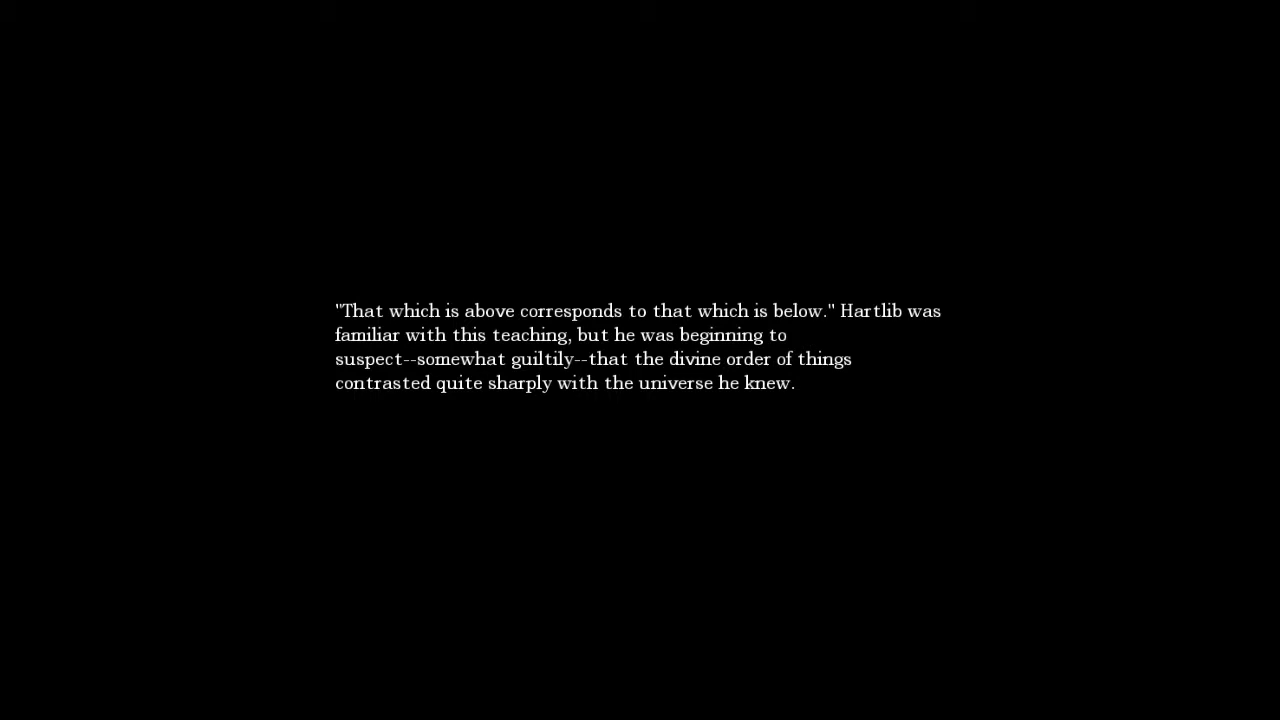 "That which is above corresponds to that which is below." Hartlib was
familiar with this teaching, but he was beginning to
suspect--somewhat guiltily--that the divine order of things
contrasted quite sharply with the universe he knew.